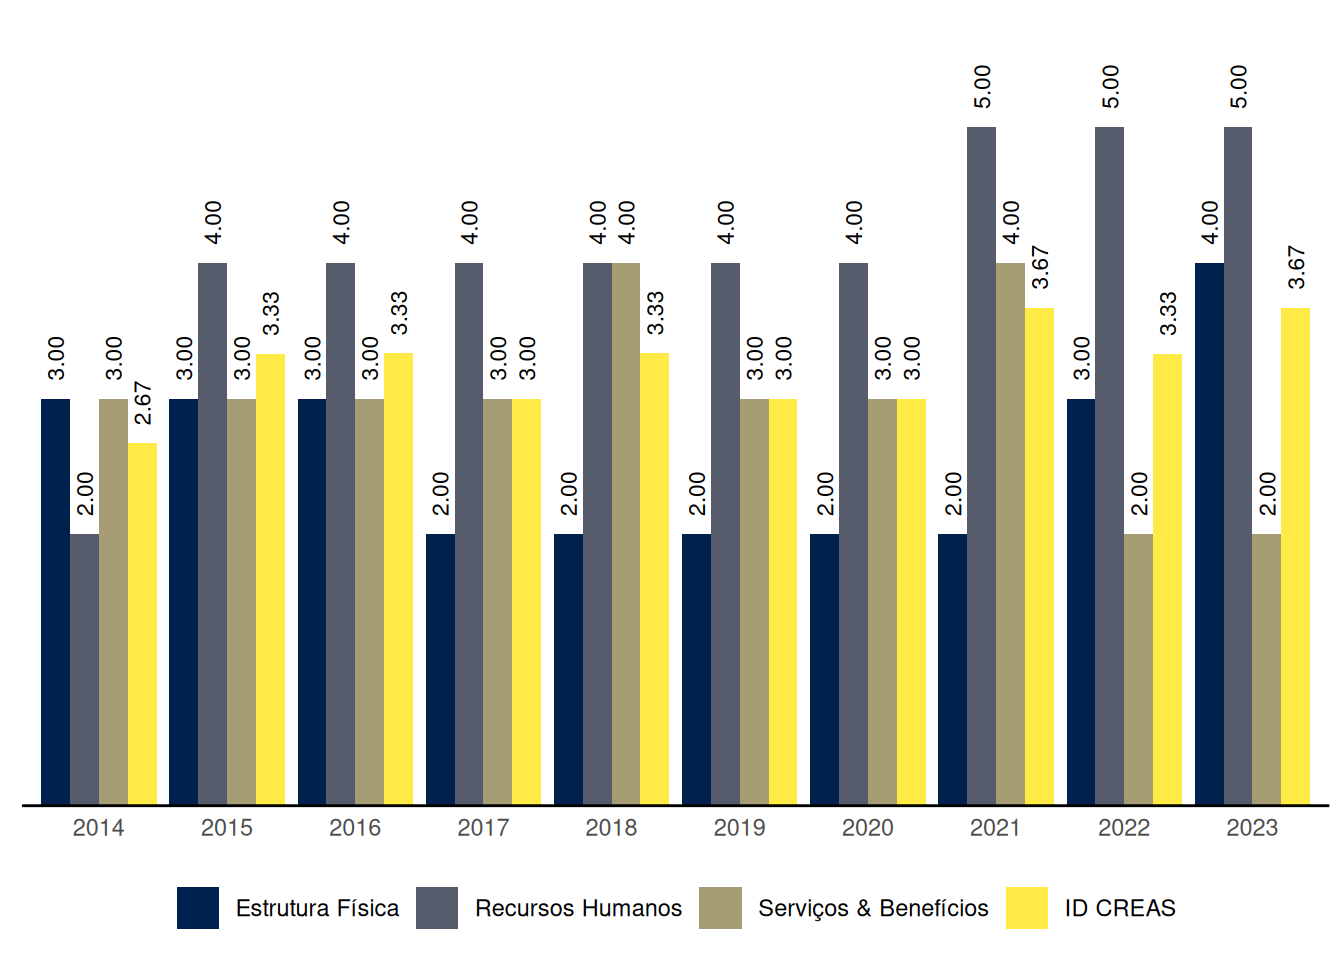 5.00 5.00 5.00
4.00 4.00 4.00 4.00 4.00 4.00 4.00 4.00 4.00
3.67 3.67
3.33 3.33 3.33 3.33
3.00 3.00 3.00 3.00 3.00 3.00 3.00 3.00 3.00 3.00 3.00 3.00 3.00
2.67
2.00 2.00 2.00 2.00 2.00 2.00 2.00 2.00
2014 2015 2016 2017 2018 2019 2020 2021 2022 2023
Estrutura Física Recursos Humanos Serviços & Benefícios ID CREAS